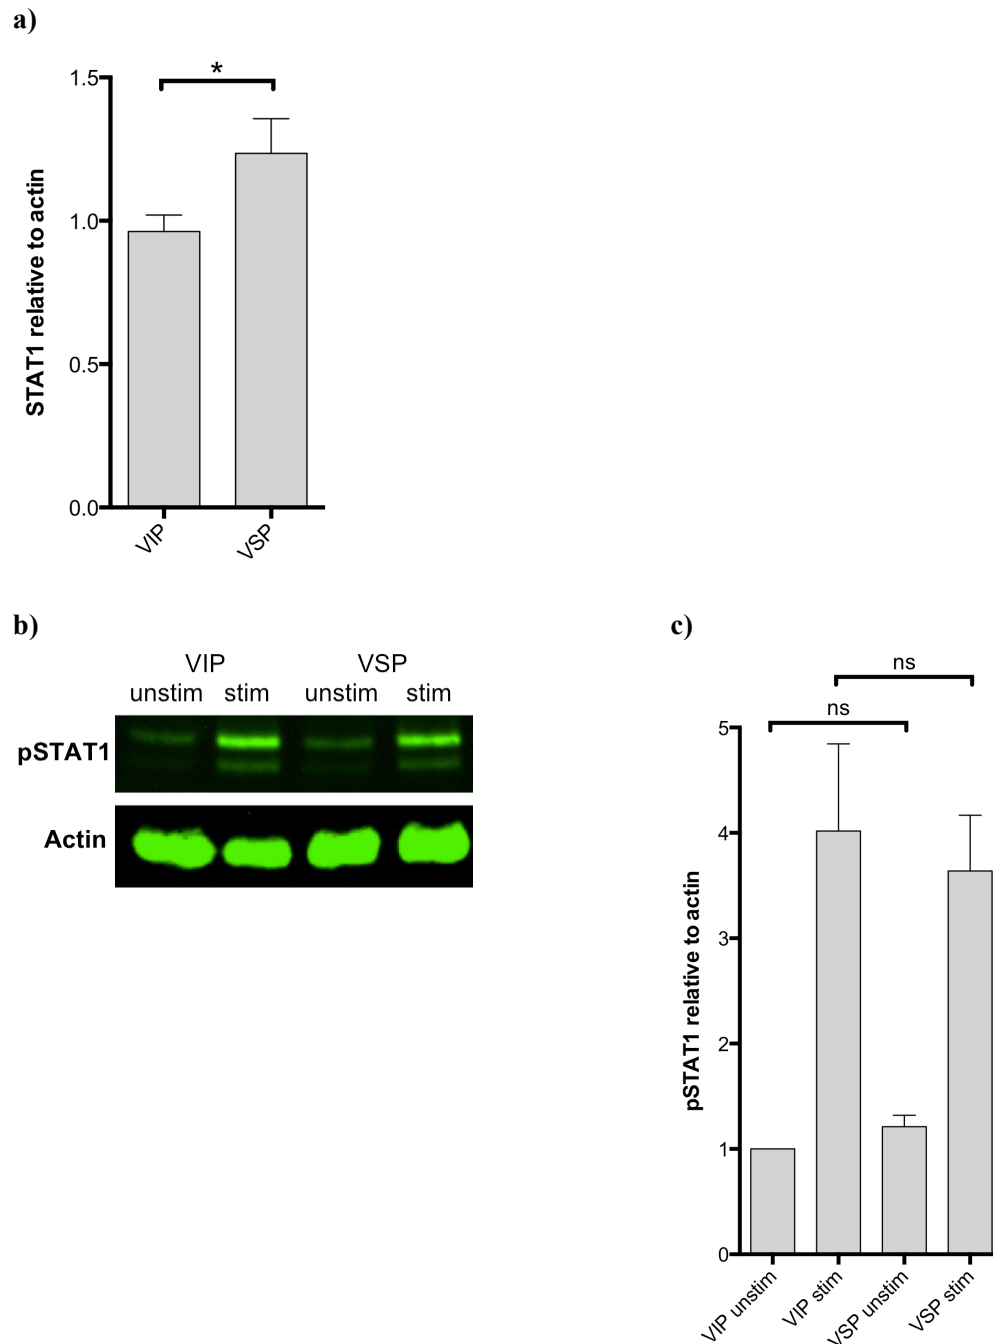 a)
1.5
*
1.0
0.5
0.0
STAT1 relative to actin
VIP
VSP
b)
VIP VSP
unstim stim unstim stim
pSTAT1
Actin
c)
ns
ns
5
4
3
2
1
0
pSTAT1 relative to actin
VIP unstim
VIP stim
VSP unstim
VSP stim